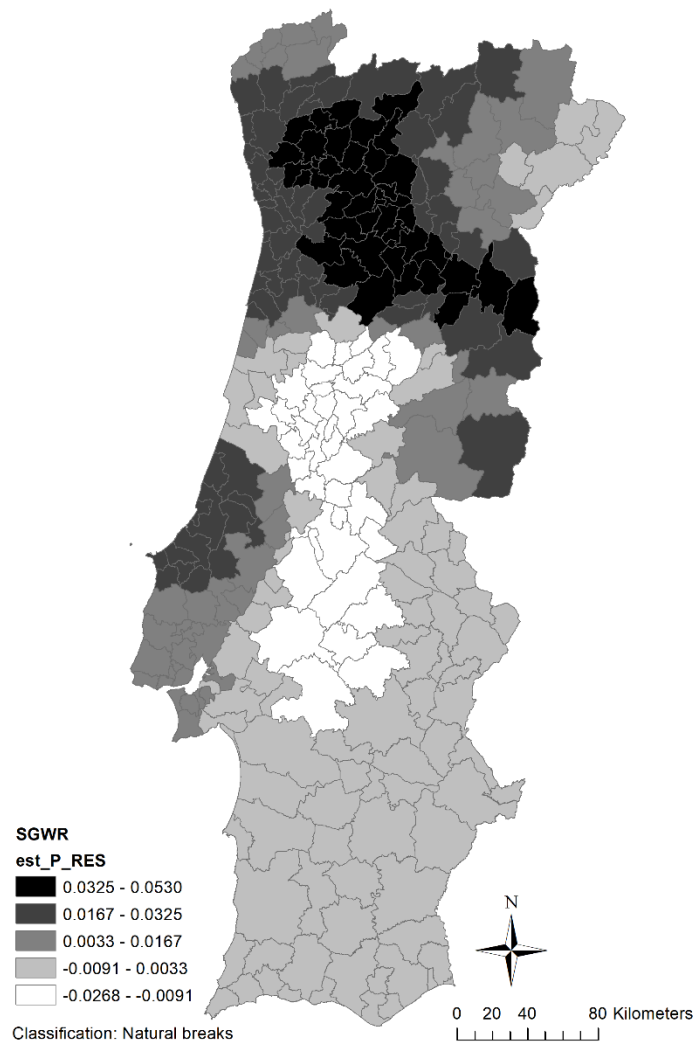 SGWR
est_P_RES
0.0325 - 0.0530
0.0167 - 0.0325
0.0033 - 0.0167
-0.0091 - 0.0033
-0.0268 - -0.0091
Classification: Natural breaks
N
0 20 40 80 Kilometers